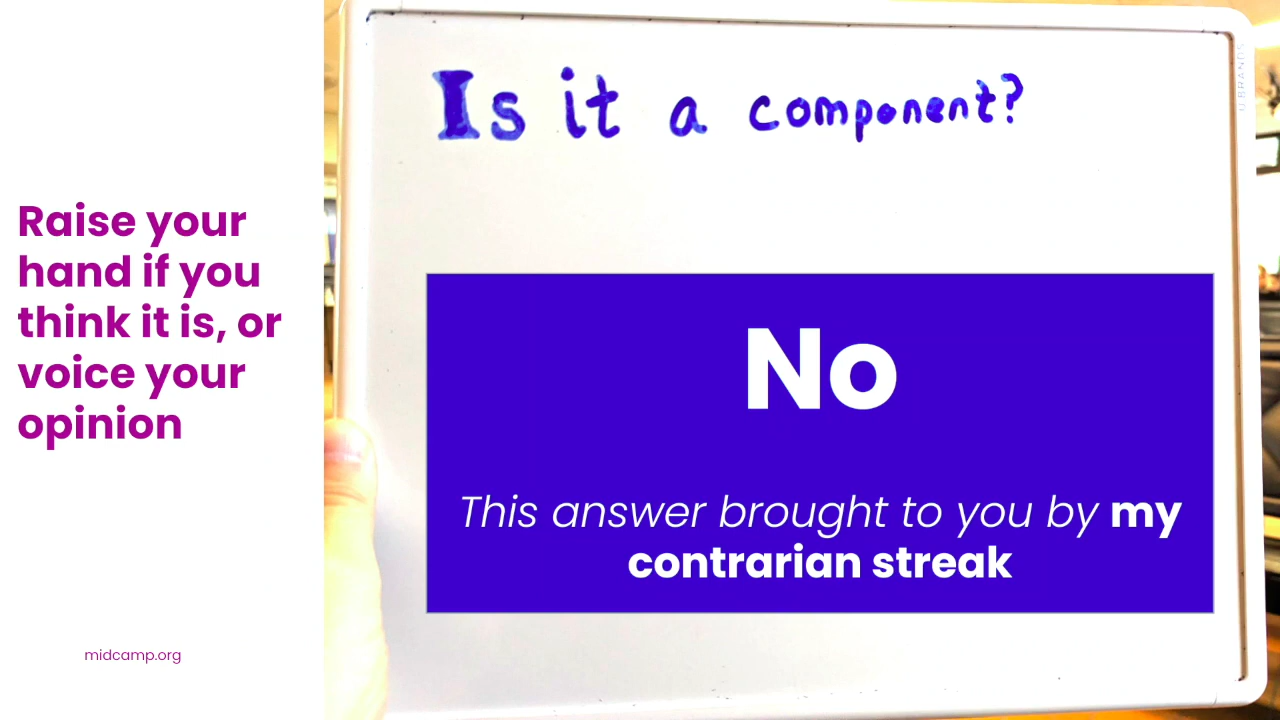 Raise your
hand if you
think it is, or
voice your
opinion
midcamp.org
Is it a component?
No
This answer brought to you by my
contrarian streak
U BRANDS